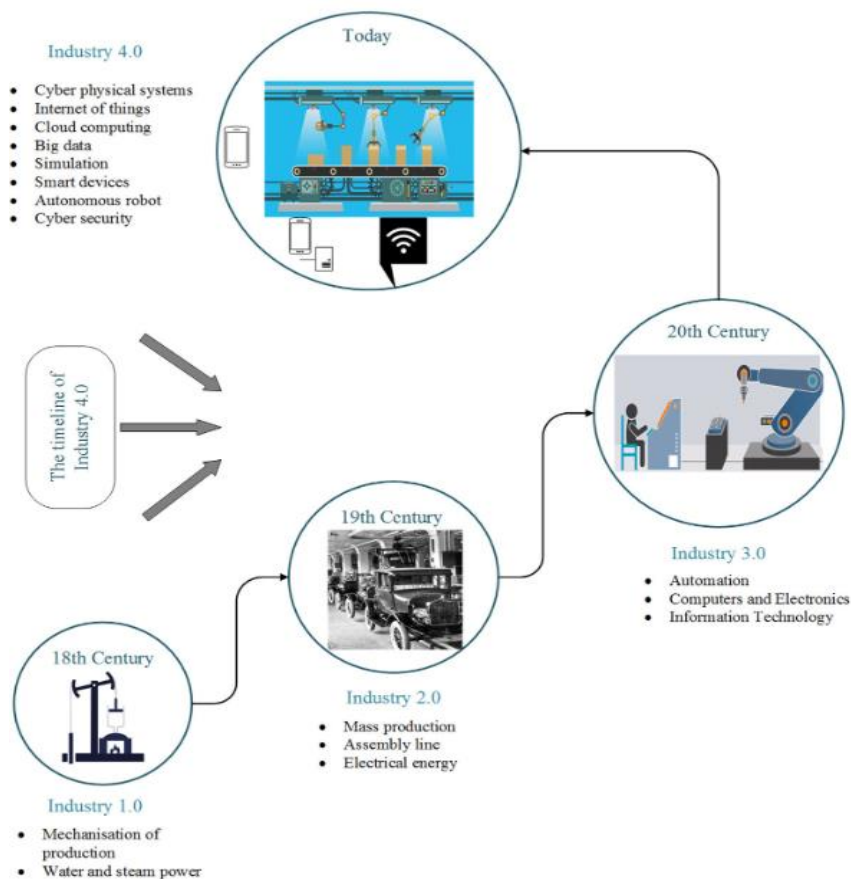 Industry 4.0
Cyber physical systems
Internet of things
Cloud computing
Big data
Simulation
Smart devices
Autonomous robot
Cyber security
Today
The timeline of
Industry 4.0
20th Century
Industry 3.0
Automation
Computers and Electronics
Information Technology
19th Century
Industry 2.0
Mass production
Assembly line
Electrical energy
18th Century
Industry 1.0
Mechanisation of
production
Water and steam power